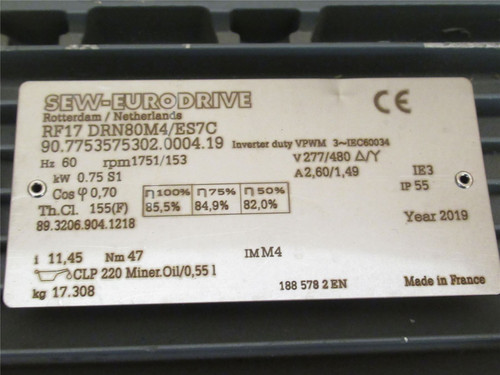 SEW-EURODRIVE CE
Rotterdam / Netherlands
RF17 DRN80M4/ES7C
90.7753575302.0004.19 Inverter duty VPWM 3~IEC60034
Hz 60 rpm1751/153 V 277/480 Δ/Y
kW 0.75 S1 A 2,60/1,49 IE3
Cos φ 0,70 η 100% η 75% η 50% IP 55
Th.Cl. 155(F) 85,5% 84,9% 82,0% Year 2019
89.3206.904.1218
i 11,45 Nm 47 IM M4
CLP 220 Miner.Oil/0,55 l
kg 17.308 188 578 2 EN Made in France